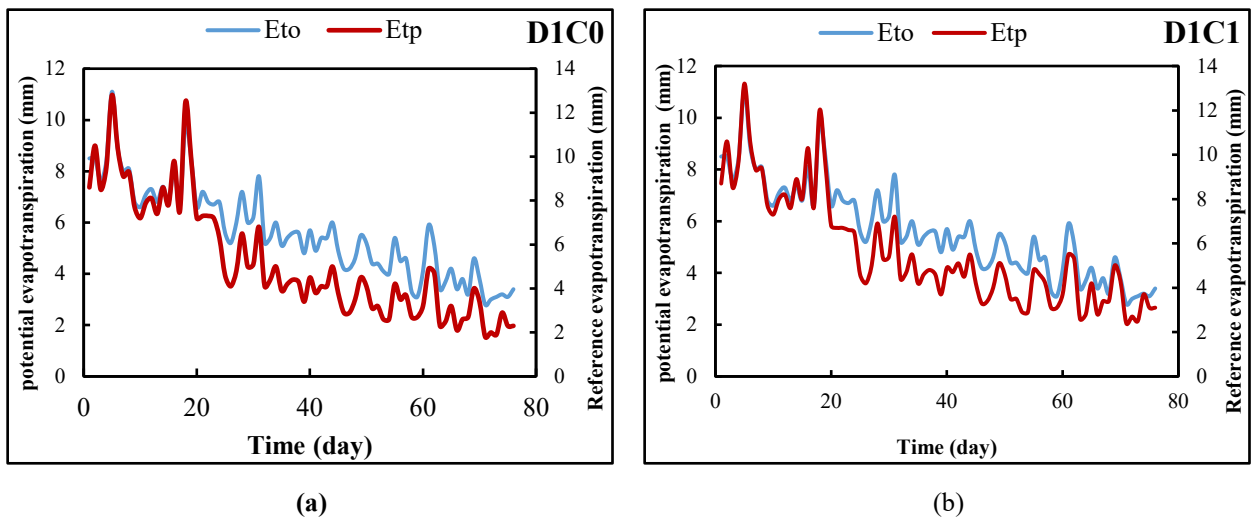 Eto Etp D1C0
potential evapotranspiration (mm)
12
10
8
6
4
2
0
14
12
10
8
6
4
2
0
Reference evapotranspiration (mm)
0 20 40 60 80
Time (day)
(a)
Eto Etp D1C1
potential evapotranspiration (mm)
12
10
8
6
4
2
0
14
12
10
8
6
4
2
0
Reference evapotranspiration (mm)
0 20 40 60 80
Time (day)
(b)